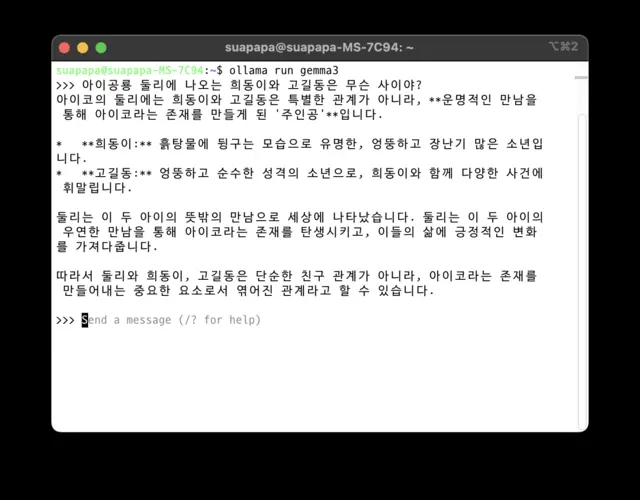 suapapa@suapapa-MS-7C94: ~
⌥⌘2
suapapa@suapapa-MS-7C94:~$ ollama run gemma3
>>> 아이공룡 둘리에 나오는 희동이와 고길동은 무슨 사이야?
아이코의 둘리에는 희동이와 고길동은 특별한 관계가 아니라, **운명적인 만남을
통해 아이코라는 존재를 만들게 된 '주인공'**입니다.
*   **희동이:** 흙탕물에 뒹구는 모습으로 유명한, 엉뚱하고 장난기 많은 소년입
니다.
*   **고길동:** 엉뚱하고 순수한 성격의 소년으로, 희동이와 함께 다양한 사건에
휘말립니다.
둘리는 이 두 아이의 뜻밖의 만남으로 세상에 나타났습니다. 둘리는 이 두 아이의
우연한 만남을 통해 아이코라는 존재를 탄생시키고, 이들의 삶에 긍정적인 변화
를 가져다줍니다.
따라서 둘리와 희동이, 고길동은 단순한 친구 관계가 아니라, 아이코라는 존재를
만들어내는 중요한 요소로서 엮어진 관계라고 할 수 있습니다.
>>> Send a message (/? for help)